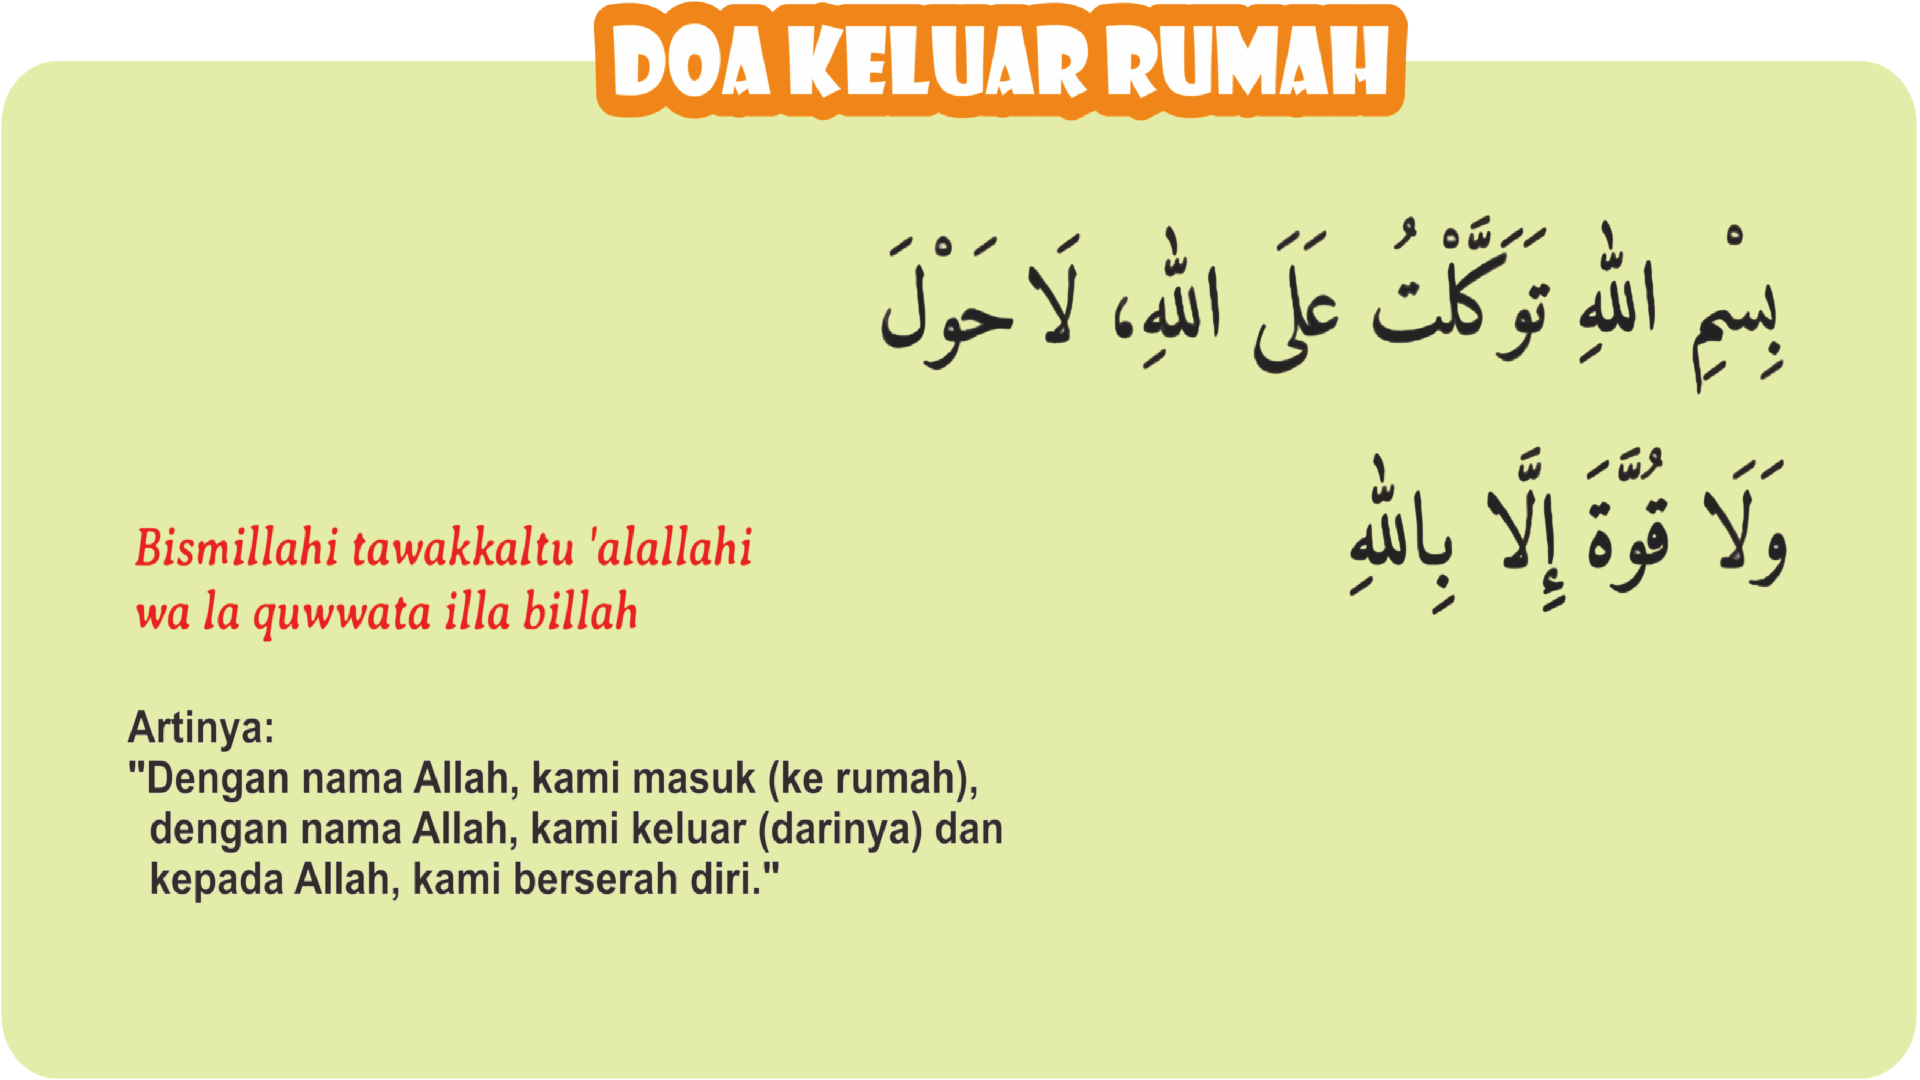 DOA KELUAR RUMAH
بِسْمِ اللّٰهِ تَوَكَّلْتُ عَلَى اللّٰهِ، لَا حَوْلَ
وَلَا قُوَّةَ إِلَّا بِاللّٰهِ
Bismillahi tawakkaltu 'alallahi
wa la quwwata illa billah
Artinya:
"Dengan nama Allah, kami masuk (ke rumah),
dengan nama Allah, kami keluar (darinya) dan
kepada Allah, kami berserah diri."